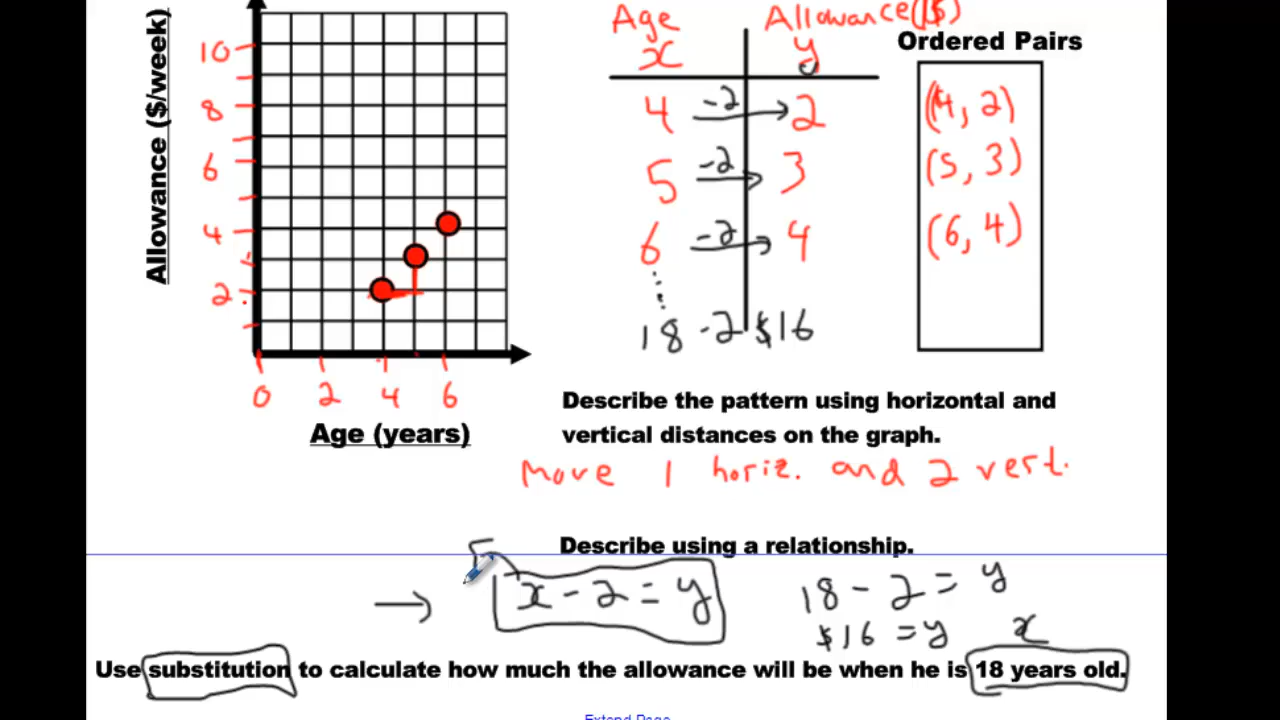 Allowance ($/week)
10
8
6
4
2
0 2 4 6
Age (years)
Age Allowance($)
x y
4 -2 2
5 -2 3
6 -2 4
18 -2 $16
Ordered Pairs
(4, 2)
(5, 3)
(6, 4)
Describe the pattern using horizontal and
vertical distances on the graph.
Move 1 horiz. and 2 vert.
Describe using a relationship.
x - 2 = y
18 - 2 = y
$16 = y
x
Use substitution to calculate how much the allowance will be when he is 18 years old.
Extend Page